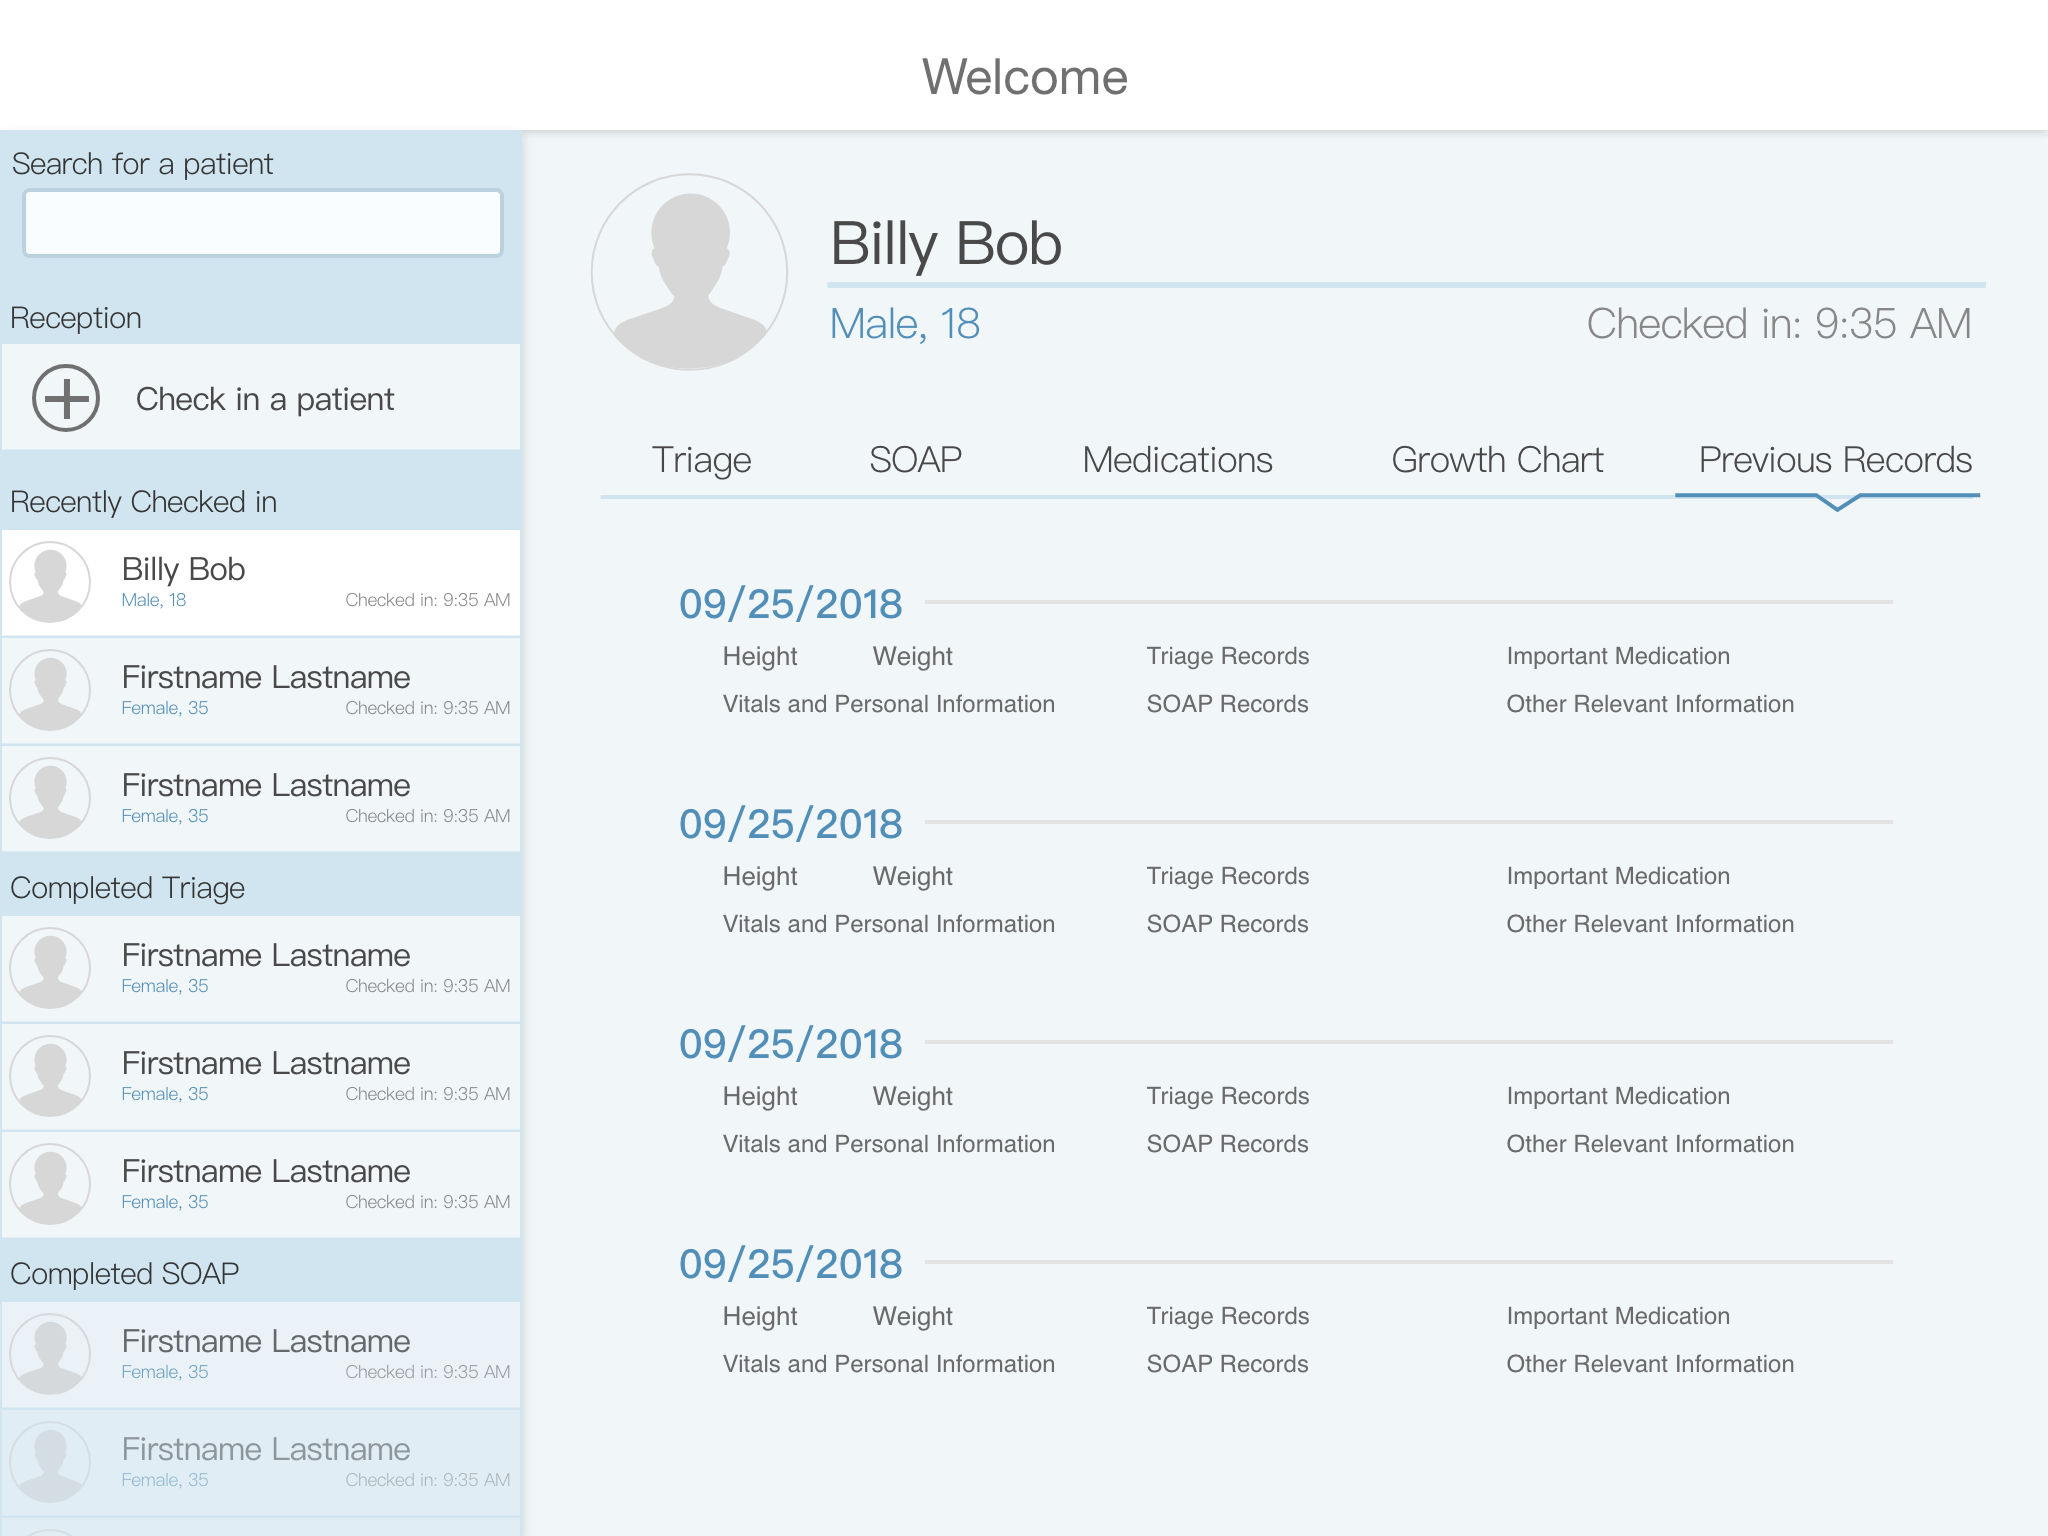 Welcome
Search for a patient
Reception
Check in a patient
Recently Checked in
Billy Bob
Male, 18 Checked in: 9:35 AM
Firstname Lastname
Female, 35 Checked in: 9:35 AM
Firstname Lastname
Female, 35 Checked in: 9:35 AM
Completed Triage
Firstname Lastname
Female, 35 Checked in: 9:35 AM
Firstname Lastname
Female, 35 Checked in: 9:35 AM
Firstname Lastname
Female, 35 Checked in: 9:35 AM
Completed SOAP
Firstname Lastname
Female, 35 Checked in: 9:35 AM
Firstname Lastname
Female, 35 Checked in: 9:35 AM
Billy Bob
Male, 18 Checked in: 9:35 AM
Triage SOAP Medications Growth Chart Previous Records
09/25/2018
Height Weight Triage Records Important Medication
Vitals and Personal Information SOAP Records Other Relevant Information
09/25/2018
Height Weight Triage Records Important Medication
Vitals and Personal Information SOAP Records Other Relevant Information
09/25/2018
Height Weight Triage Records Important Medication
Vitals and Personal Information SOAP Records Other Relevant Information
09/25/2018
Height Weight Triage Records Important Medication
Vitals and Personal Information SOAP Records Other Relevant Information